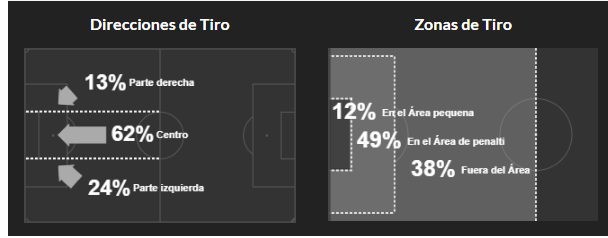 Direcciones de Tiro
13% Parte derecha
62% Centro
24% Parte izquierda
Zonas de Tiro
12% En el Área pequena
49% En el Área de penalti
38% Fuera del Área